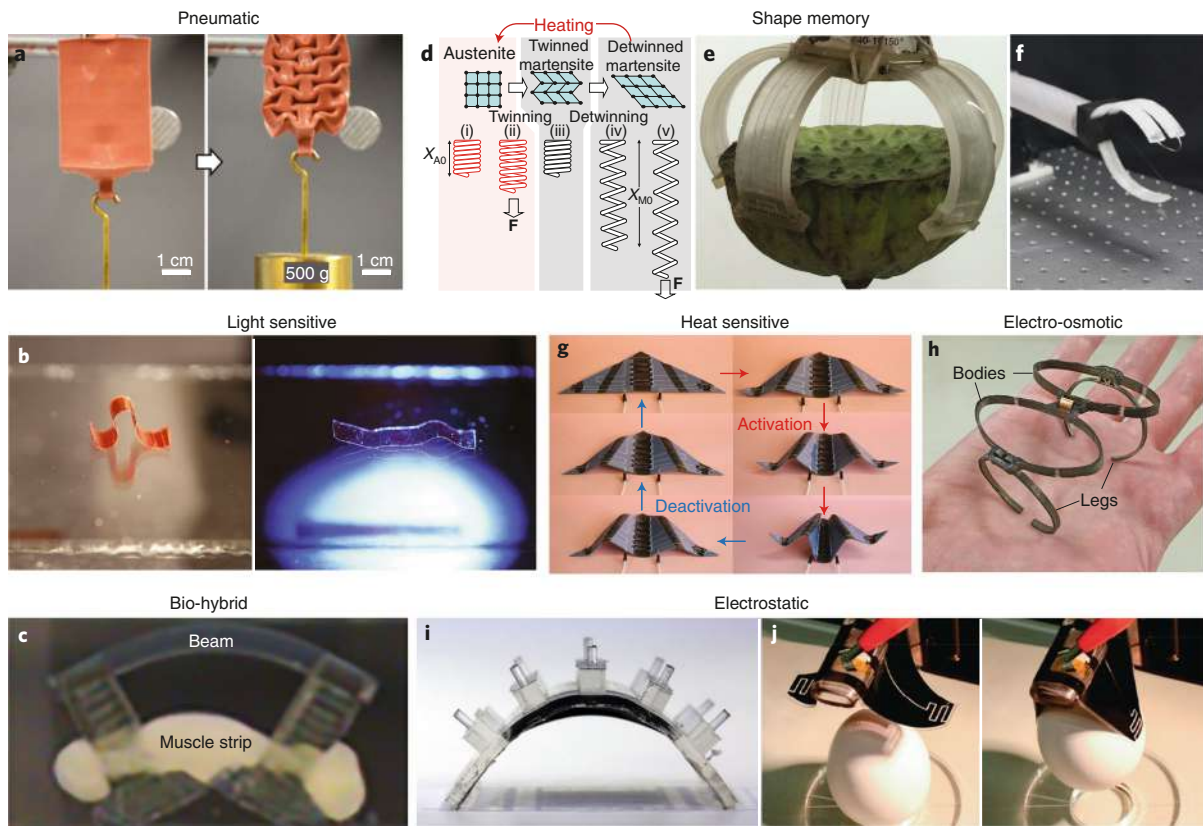 Pneumatic
Shape memory
a
1 cm
1 cm
500 g
d
Heating
Austenite
Twinned
martensite
Detwinned
martensite
Twinning
Detwinning
(i)
(ii)
(iii)
(iv)
(v)
X_A0
X_M0
F
F
e
f
Light sensitive
Heat sensitive
Electro-osmotic
b
g
Activation
Deactivation
h
Bodies
Legs
Bio-hybrid
Electrostatic
c
Beam
Muscle strip
i
j